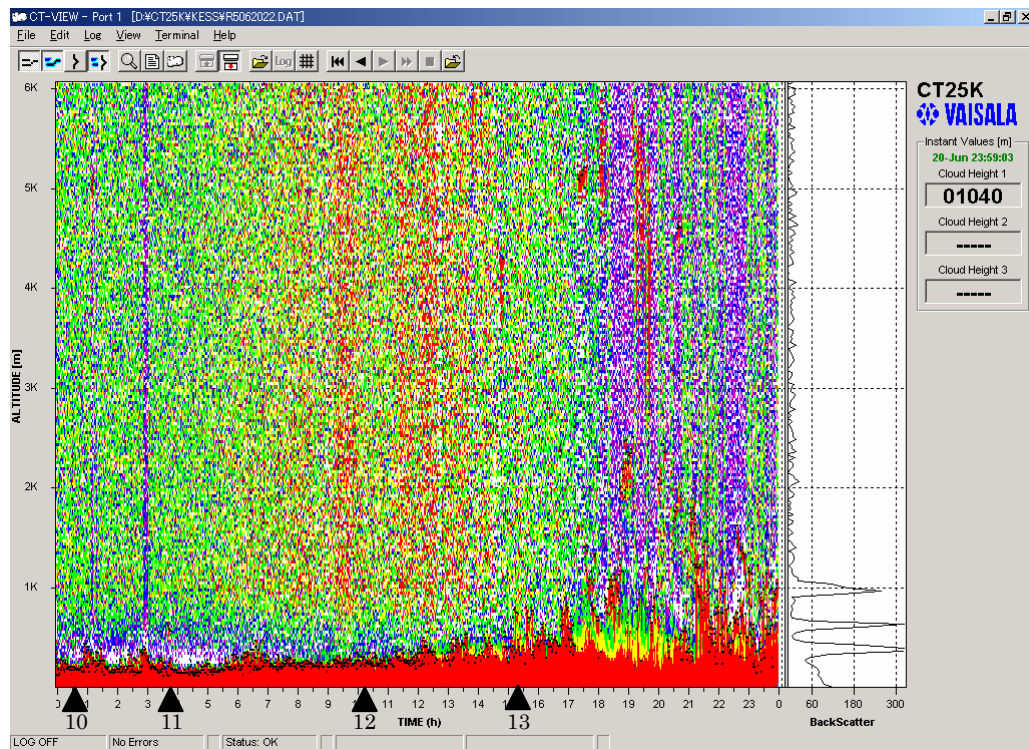 CT-VIEW - Port 1 [D:¥CT25K¥KESS¥R5062022.DAT]
File Edit Log View Terminal Help
Log
CT25K
VAISALA
Instant Values [m]
20-Jun 23:59:03
Cloud Height 1
01040
Cloud Height 2
-----
Cloud Height 3
-----
6K
5K
4K
3K
2K
1K
ALTITUDE [m]
0 1 2 3 4 5 6 7 8 9 10 11 12 13 14 15 16 17 18 19 20 21 22 23 0
60 180 300
10 11 12 13
TIME (h)
BackScatter
LOG OFF No Errors Status: OK